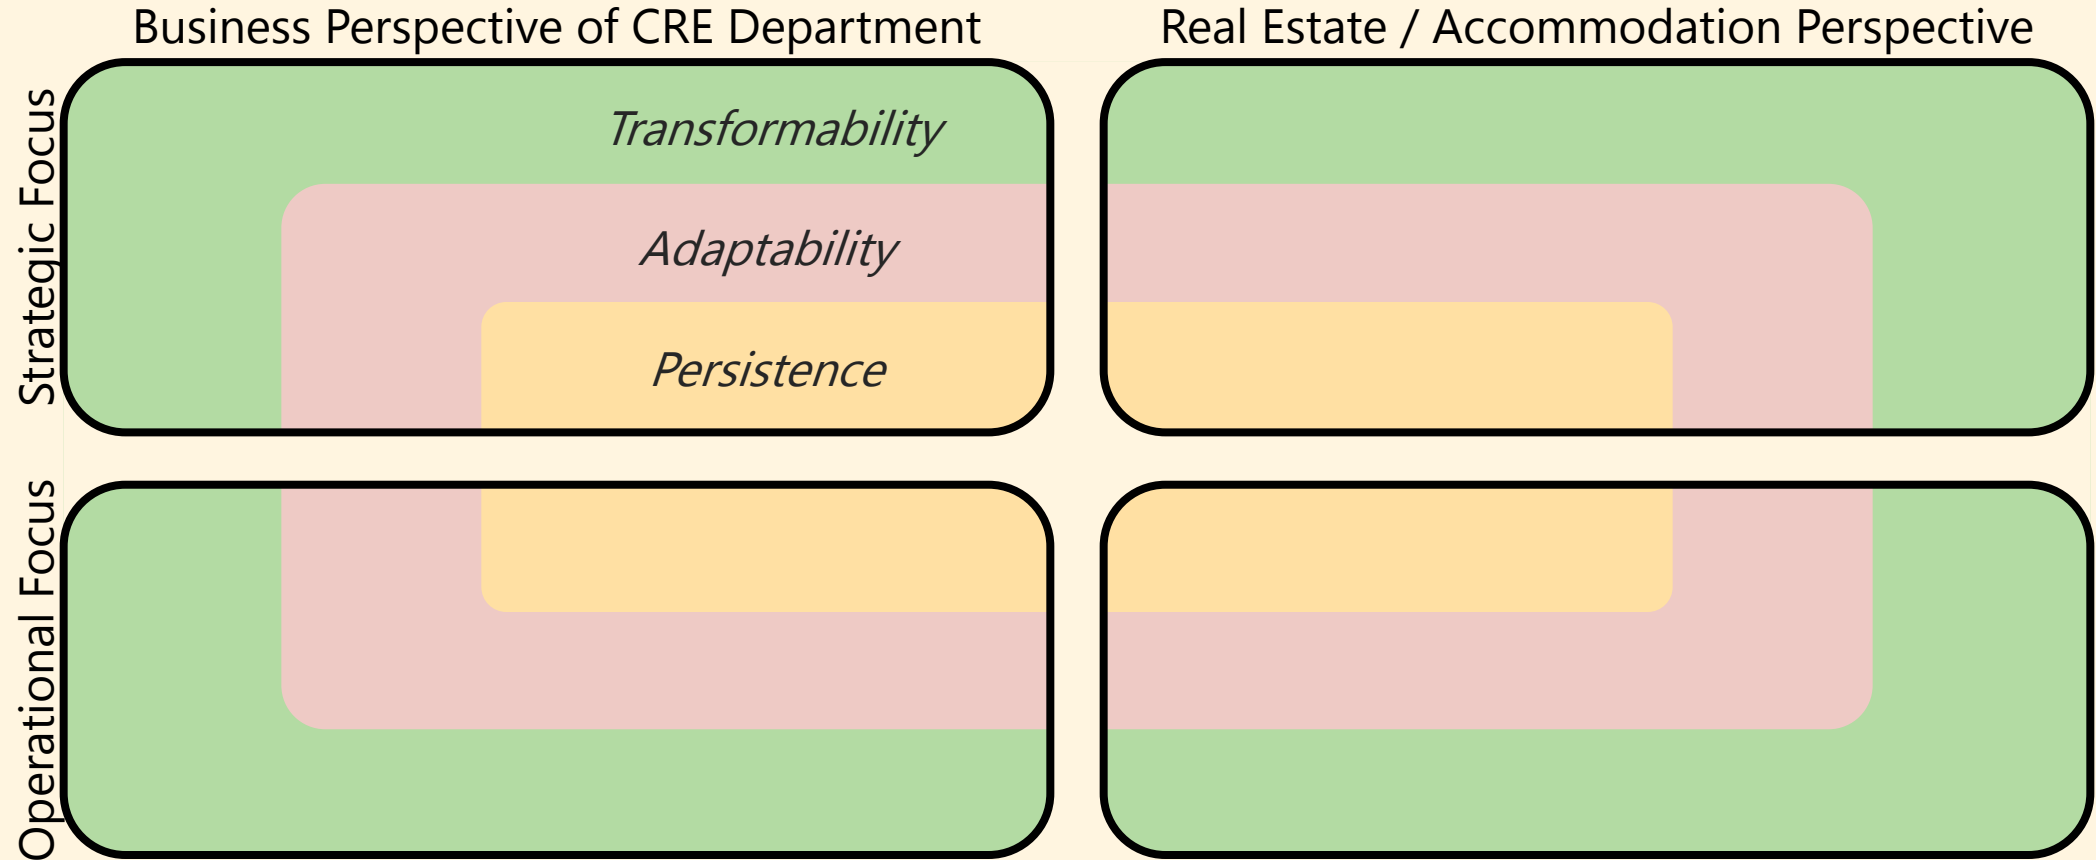 Business Perspective of CRE Department
Real Estate / Accommodation Perspective
Strategic Focus
Transformability
Adaptability
Persistence
Operational Focus